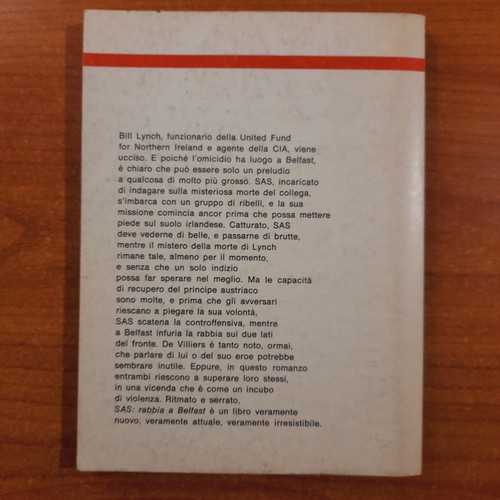 Bill Lynch, funzionario della United Fund
for Northern Ireland e agente della CIA, viene
ucciso. E poiché l'omicidio ha luogo a Belfast,
è chiaro che può essere solo un preludio
a qualcosa di molto più grosso. SAS, incaricato
di indagare sulla misteriosa morte del collega,
s'imbarca con un gruppo di ribelli, e la sua
missione comincia ancor prima che possa mettere
piede sul suolo irlandese. Catturato, SAS
deve vederne di belle, e passarne di brutte,
mentre il mistero della morte di Lynch
rimane tale, almeno per il momento,
e senza che un solo indizio
possa far sperare nel meglio. Ma le capacità
di recupero del principe austriaco
sono molte, e prima che gli avversari
riescano a piegare la sua volontà,
SAS scatena la controffensiva, mentre
a Belfast infuria la rabbia sui due lati
del fronte. De Villiers è tanto noto, ormai,
che parlare di lui o del suo eroe potrebbe
sembrare inutile. Eppure, in questo romanzo
entrambi riescono a superare loro stessi,
in una vicenda che è come un incubo
di violenza. Ritmato e serrato,
SAS: rabbia a Belfast è un libro veramente
nuovo, veramente attuale, veramente irresistibile.